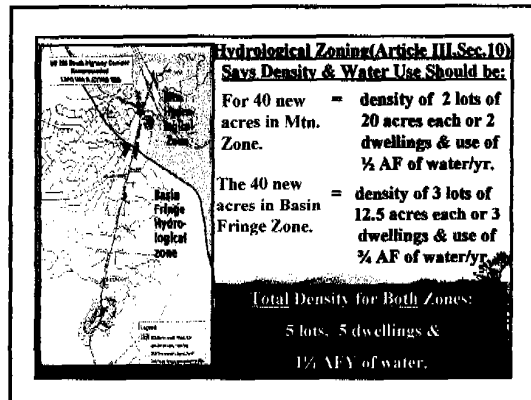 Hydrological Zoning(Article III.Sec.10)
Says Density & Water Use Should be:
For 40 new
acres in Mtn.
Zone.
= density of 2 lots of
20 acres each or 2
dwellings & use of
½ AF of water/yr.
The 40 new
acres in Basin
Fringe Zone.
= density of 3 lots of
12.5 acres each or 3
dwellings & use of
¾ AF of water/yr.
Basin
Fringe
Hydro-
logical
zone
Total Density for Both Zones:
5 lots, 5 dwellings &
1¼ AFY of water.